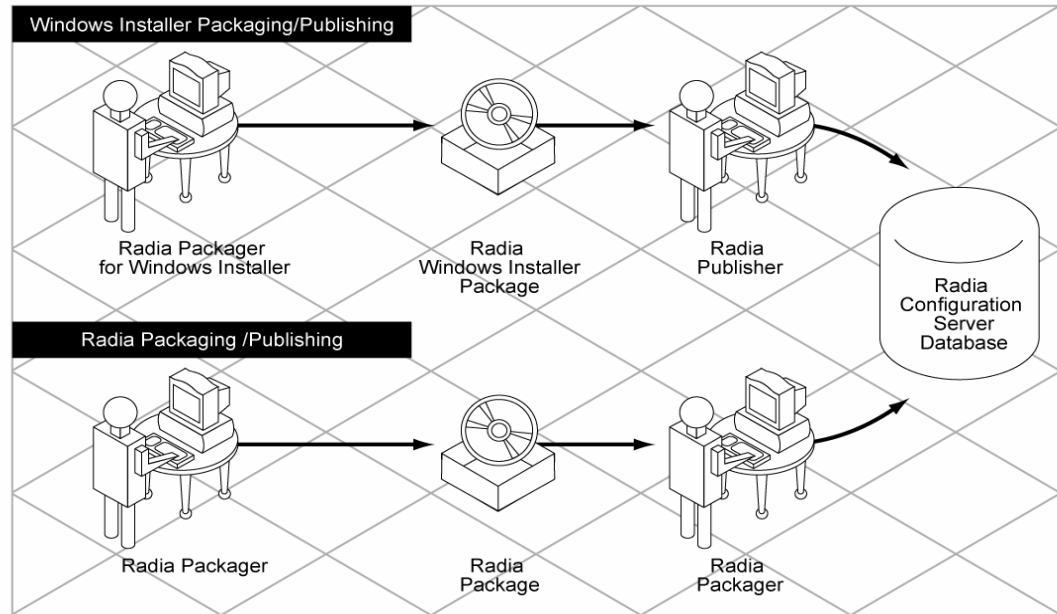 Windows Installer Packaging/Publishing
Radia Packager
for Windows Installer
Radia
Windows Installer
Package
Radia
Publisher
Radia
Configuration
Server
Database
Radia Packaging /Publishing
Radia Packager
Radia
Package
Radia
Packager